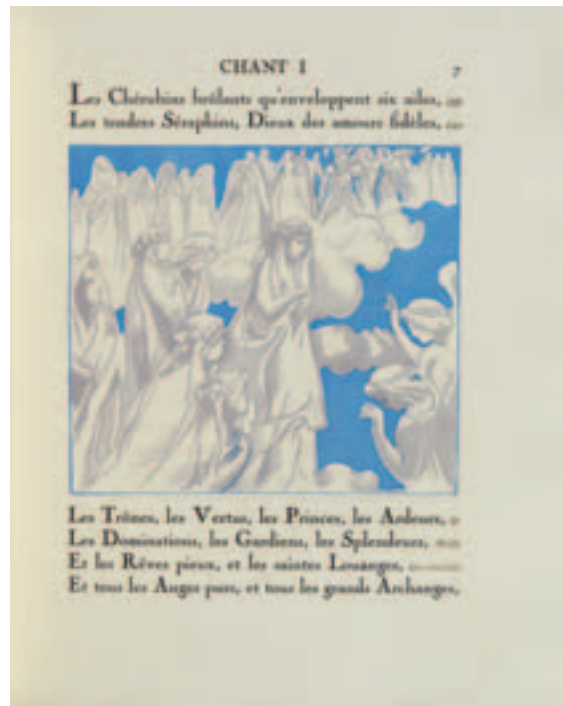 CHANT I 7
Les Chérubins brûlants qu'enveloppent six ailes,
Les tendres Séraphins, Dieux des amours fidèles,
Les Trônes, les Vertus, les Princes, les Ardeurs,
Les Dominations, les Gardiens, les Splendeurs,
Et les Rêves pieux, et les saintes Louanges,
Et tous les Anges purs, et tous les grands Archanges,